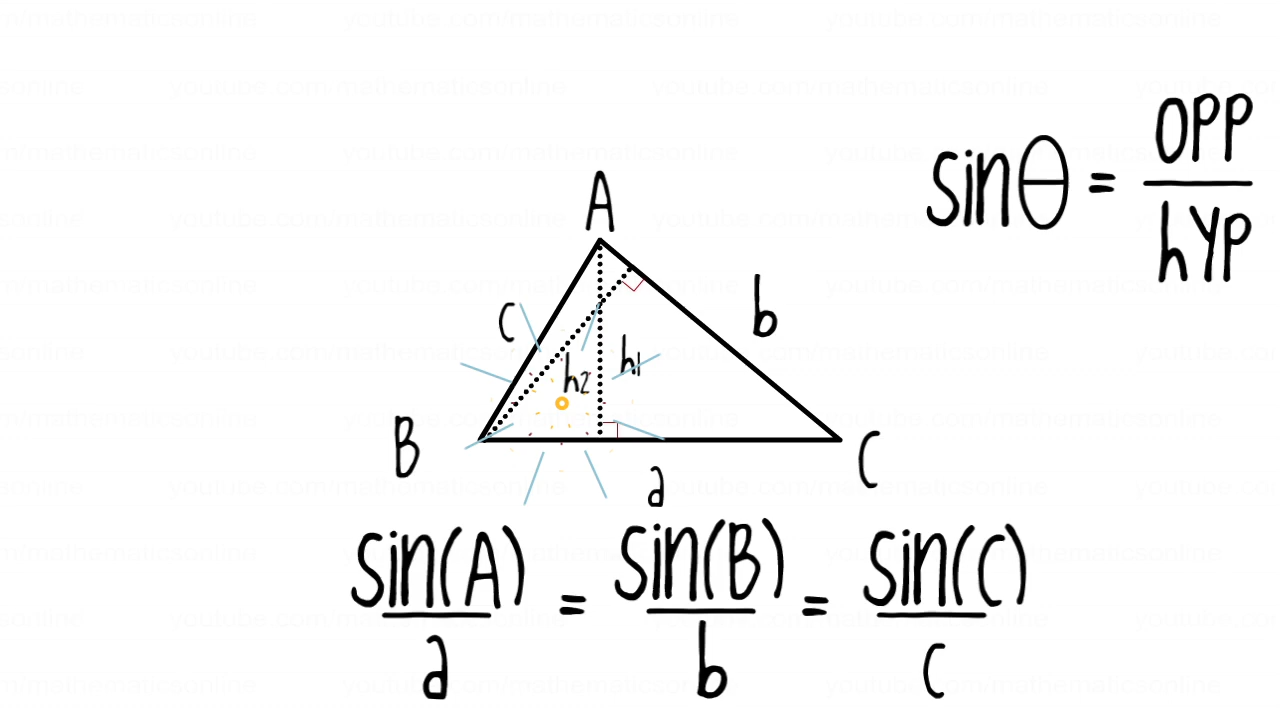 sinθ = opp / hyp
A
c
b
h₂
h₁
B
C
a
sin(A) / a = sin(B) / b = sin(C) / c
youtube.com/mathematicsonline